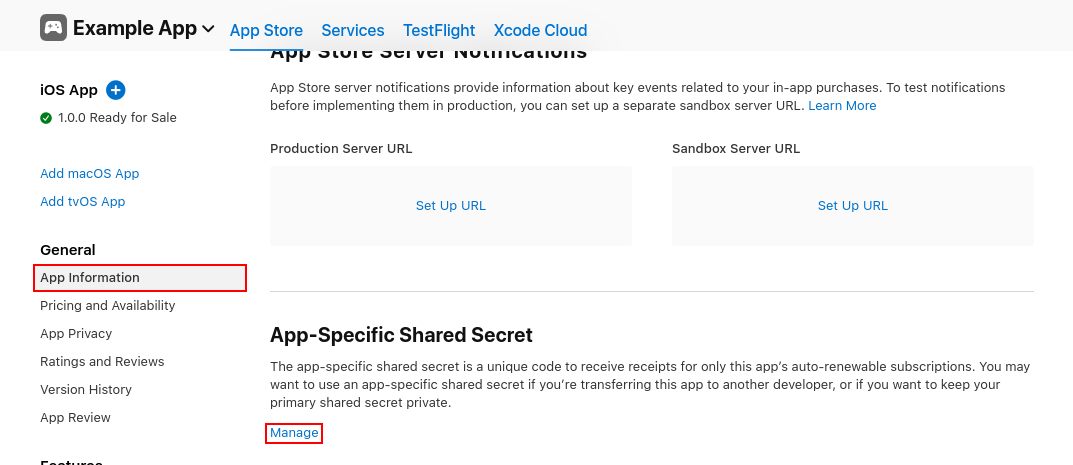 Example App
App Store Services TestFlight Xcode Cloud
iOS App
1.0.0 Ready for Sale
Add macOS App
Add tvOS App
General
App Information
Pricing and Availability
App Privacy
Ratings and Reviews
Version History
App Review
Features
App Store Server Notifications
App Store server notifications provide information about key events related to your in-app purchases. To test notifications
before implementing them in production, you can set up a separate sandbox server URL. Learn More
Production Server URL
Set Up URL
Sandbox Server URL
Set Up URL
App-Specific Shared Secret
The app-specific shared secret is a unique code to receive receipts for only this app’s auto-renewable subscriptions. You may
want to use an app-specific shared secret if you’re transferring this app to another developer, or if you want to keep your
primary shared secret private.
Manage